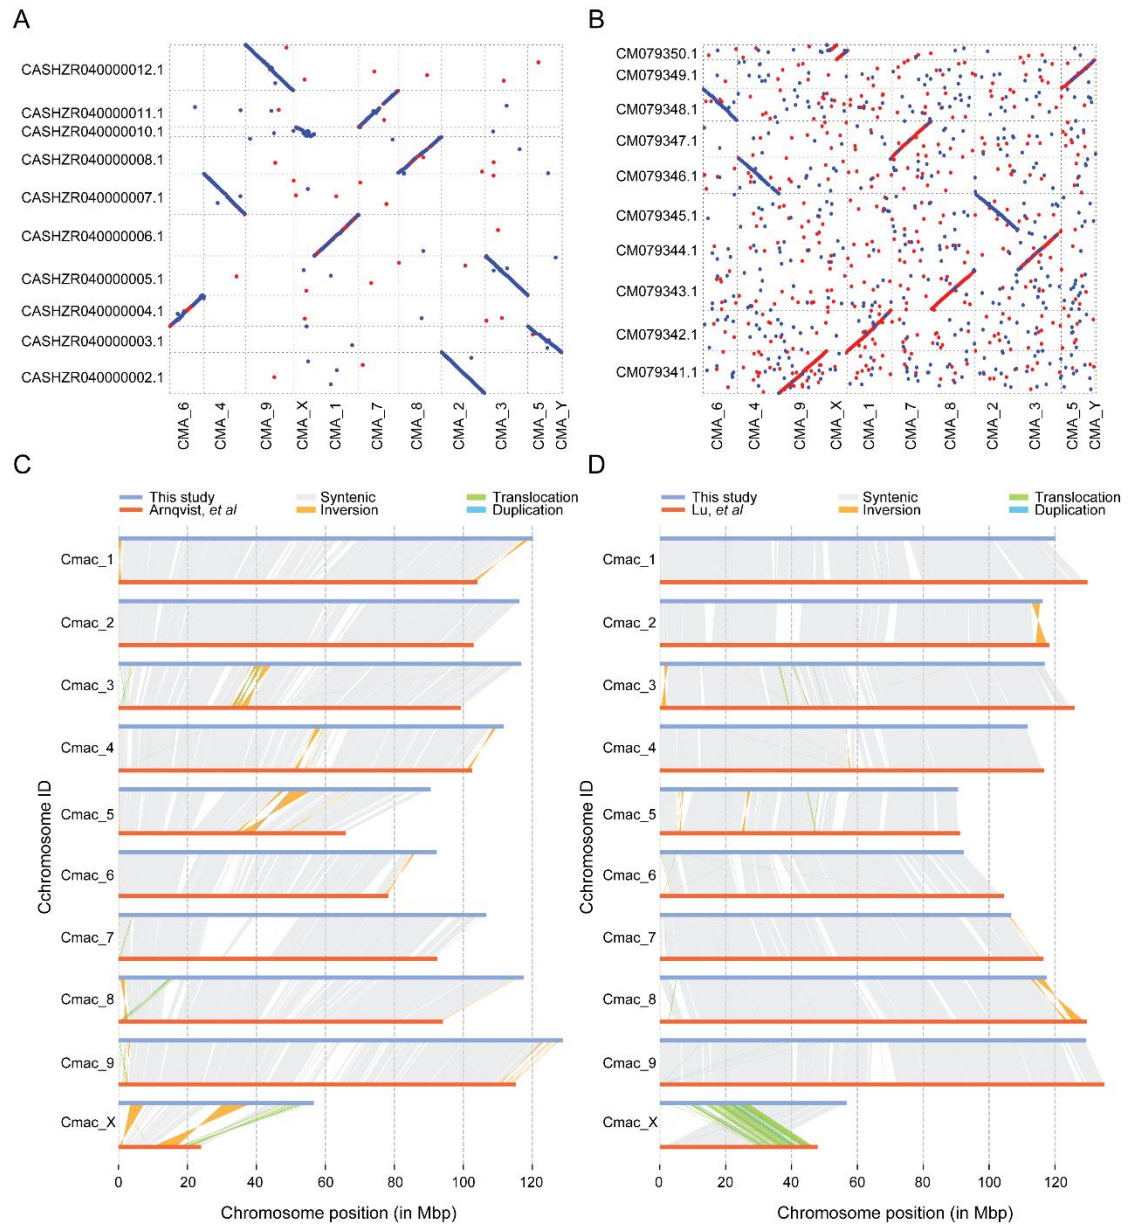 A
CASHZR040000012.1
CASHZR040000011.1
CASHZR040000010.1
CASHZR040000008.1
CASHZR040000007.1
CASHZR040000006.1
CASHZR040000005.1
CASHZR040000004.1
CASHZR040000003.1
CASHZR040000002.1
CMA_6
CMA_4
CMA_9
CMA_X
CMA_1
CMA_7
CMA_8
CMA_2
CMA_3
CMA_5
CMA_Y
B
CM079350.1
CM079349.1
CM079348.1
CM079347.1
CM079346.1
CM079345.1
CM079344.1
CM079343.1
CM079342.1
CM079341.1
CMA_6
CMA_4
CMA_9
CMA_X
CMA_1
CMA_7
CMA_8
CMA_2
CMA_3
CMA_5
CMA_Y
C
This study Syntenic Translocation
Arnqvist, et al Inversion Duplication
Cchromosome ID
Cmac_1
Cmac_2
Cmac_3
Cmac_4
Cmac_5
Cmac_6
Cmac_7
Cmac_8
Cmac_9
Cmac_X
0 20 40 60 80 100 120
Chromosome position (in Mbp)
D
This study Syntenic Translocation
Lu, et al Inversion Duplication
Cchromosome ID
Cmac_1
Cmac_2
Cmac_3
Cmac_4
Cmac_5
Cmac_6
Cmac_7
Cmac_8
Cmac_9
Cmac_X
0 20 40 60 80 100 120
Chromosome position (in Mbp)